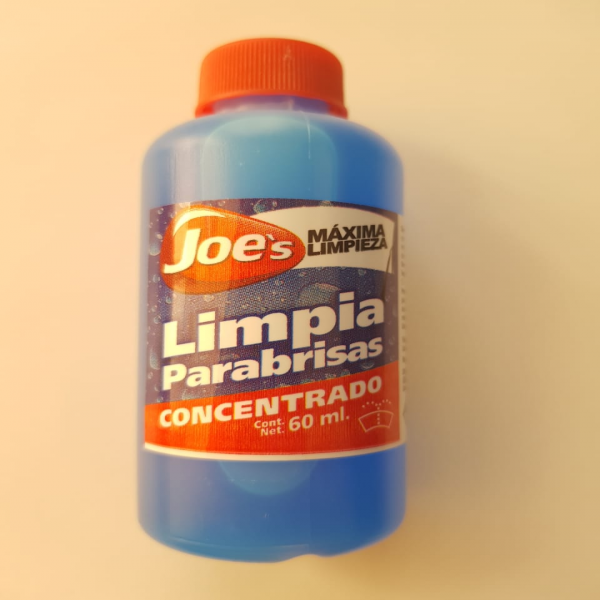 Joe's
MÁXIMA
LIMPIEZA
Limpia
Parabrisas
CONCENTRADO
Cont.
Net. 60 ml.